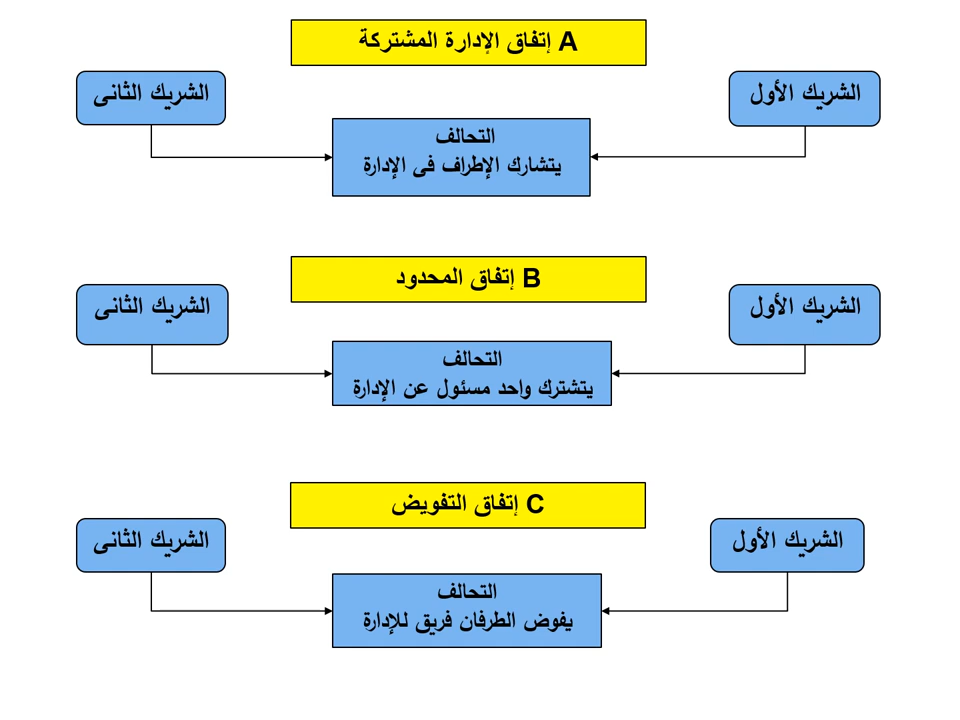 A إتفاق الإدارة المشتركة
الشريك الأول
الشريك الثانى
التحالف
يتشارك الإطراف فى الإدارة
B إتفاق المحدود
الشريك الأول
الشريك الثانى
التحالف
يتشترك واحد مسئول عن الإدارة
C إتفاق التفويض
الشريك الأول
الشريك الثانى
التحالف
يفوض الطرفان فريق للإدارة